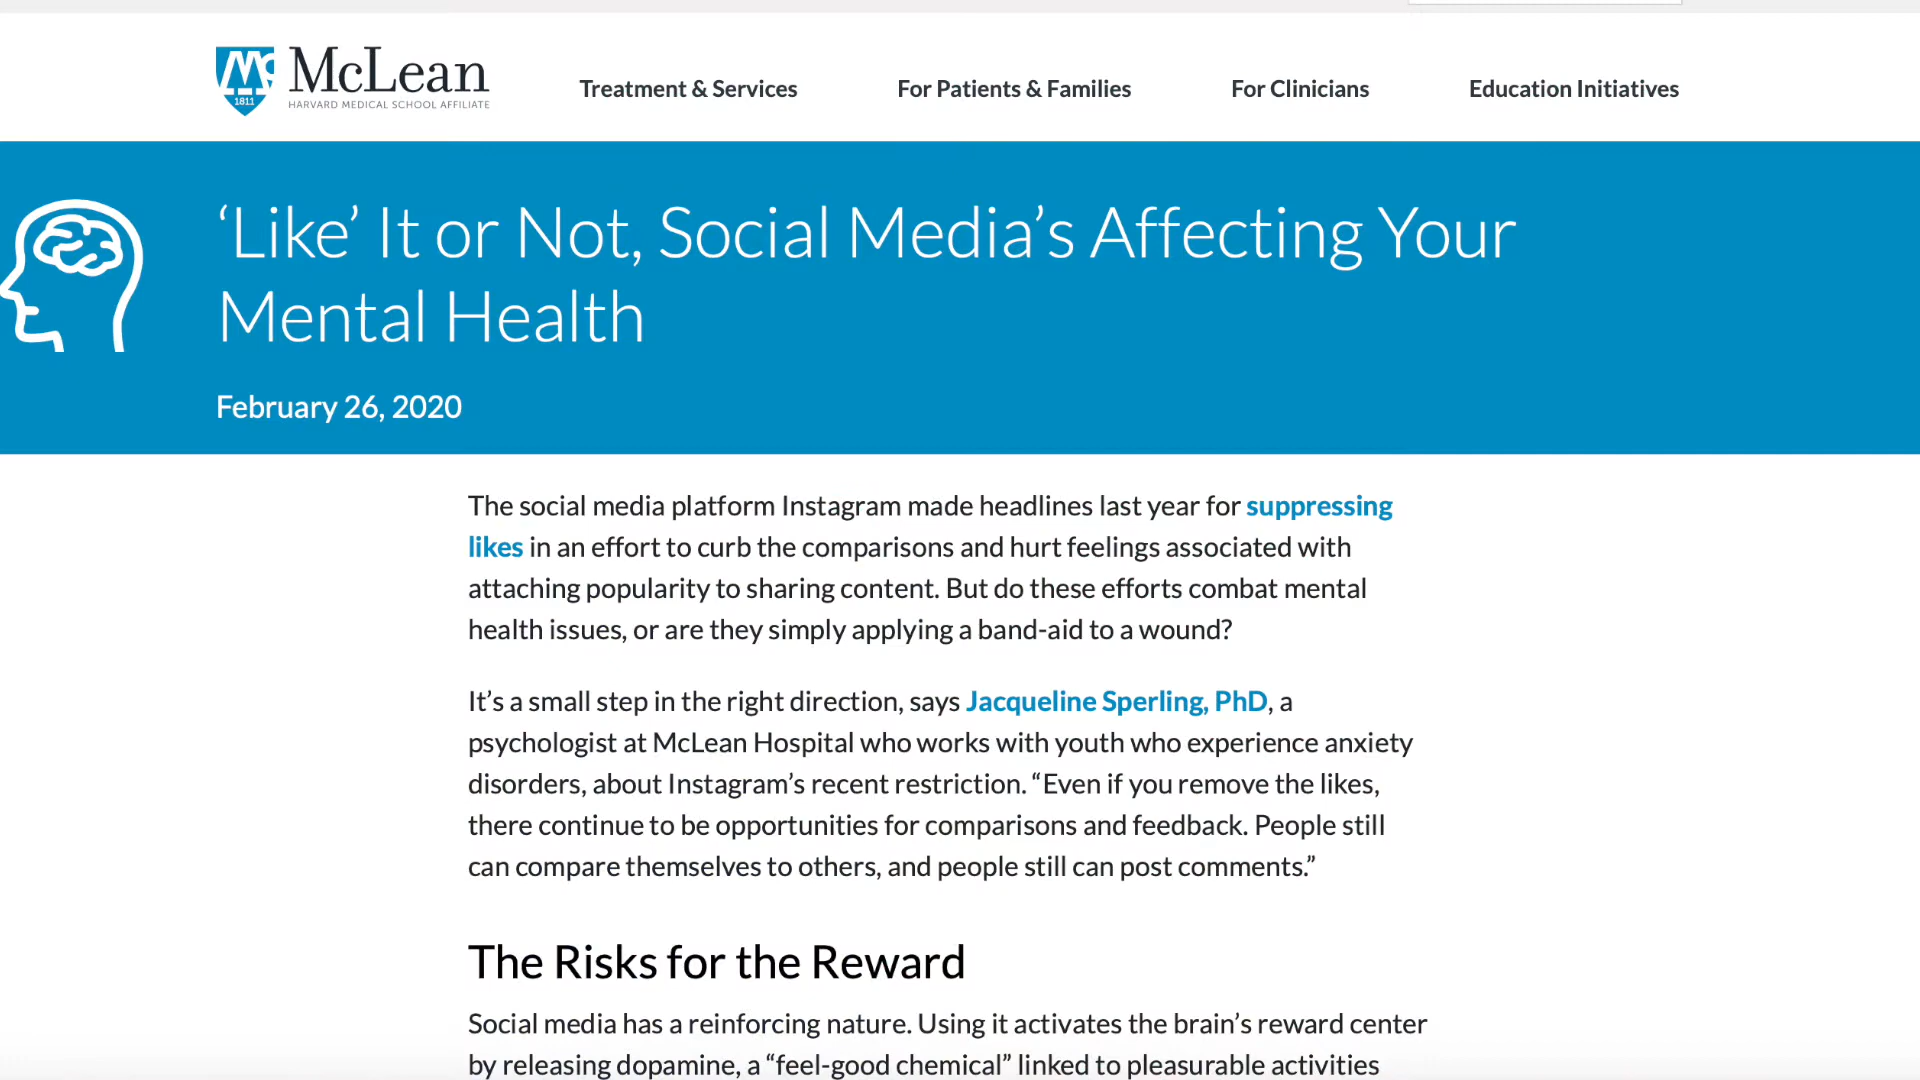 McLean
HARVARD MEDICAL SCHOOL AFFILIATE
1811
Treatment & Services
For Patients & Families
For Clinicians
Education Initiatives
‘Like’ It or Not, Social Media’s Affecting Your
Mental Health
February 26, 2020
The social media platform Instagram made headlines last year for suppressing
likes in an effort to curb the comparisons and hurt feelings associated with
attaching popularity to sharing content. But do these efforts combat mental
health issues, or are they simply applying a band-aid to a wound?
It’s a small step in the right direction, says Jacqueline Sperling, PhD, a
psychologist at McLean Hospital who works with youth who experience anxiety
disorders, about Instagram’s recent restriction. “Even if you remove the likes,
there continue to be opportunities for comparisons and feedback. People still
can compare themselves to others, and people still can post comments.”
The Risks for the Reward
Social media has a reinforcing nature. Using it activates the brain’s reward center
by releasing dopamine, a “feel-good chemical” linked to pleasurable activities